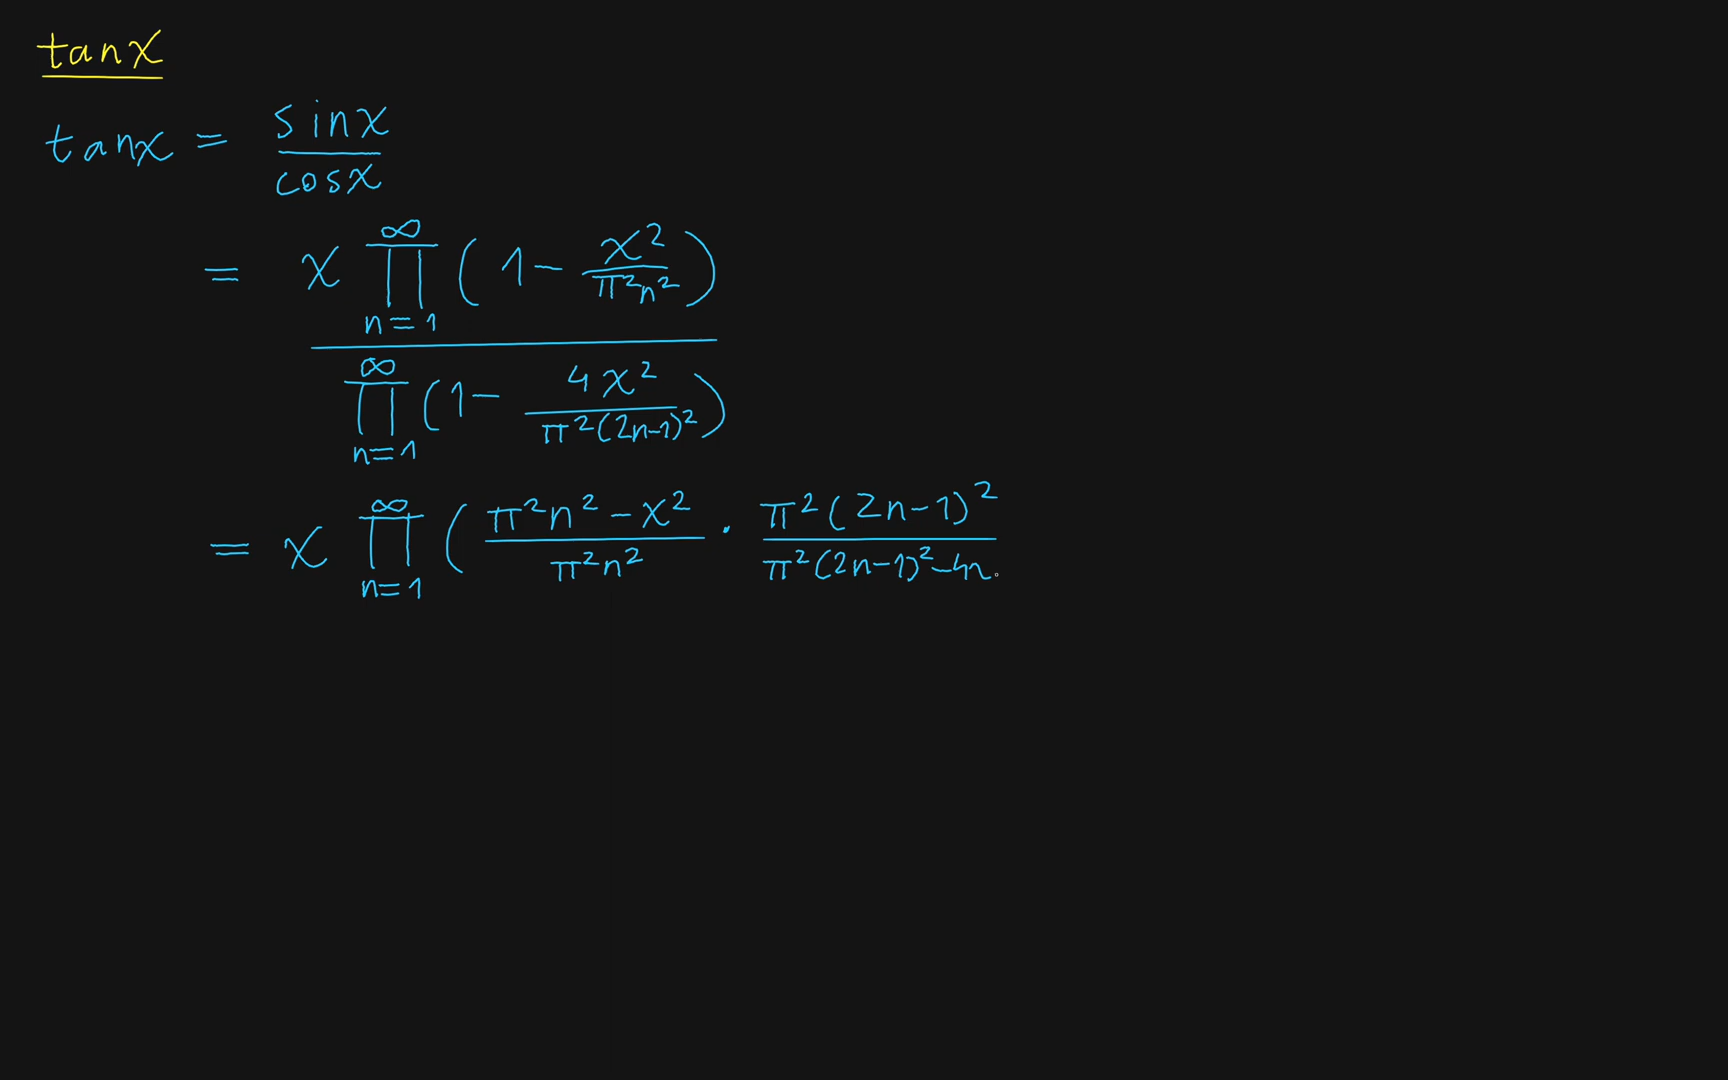 tanx
tanx = sinx / cosx
= x ∏_{n=1}^{∞} (1 - x² / π²n²) / ∏_{n=1}^{∞} (1 - 4x² / π²(2n-1)²)
= x ∏_{n=1}^{∞} ( π²n² - x² / π²n² · π²(2n-1)² / π²(2n-1)² - 4